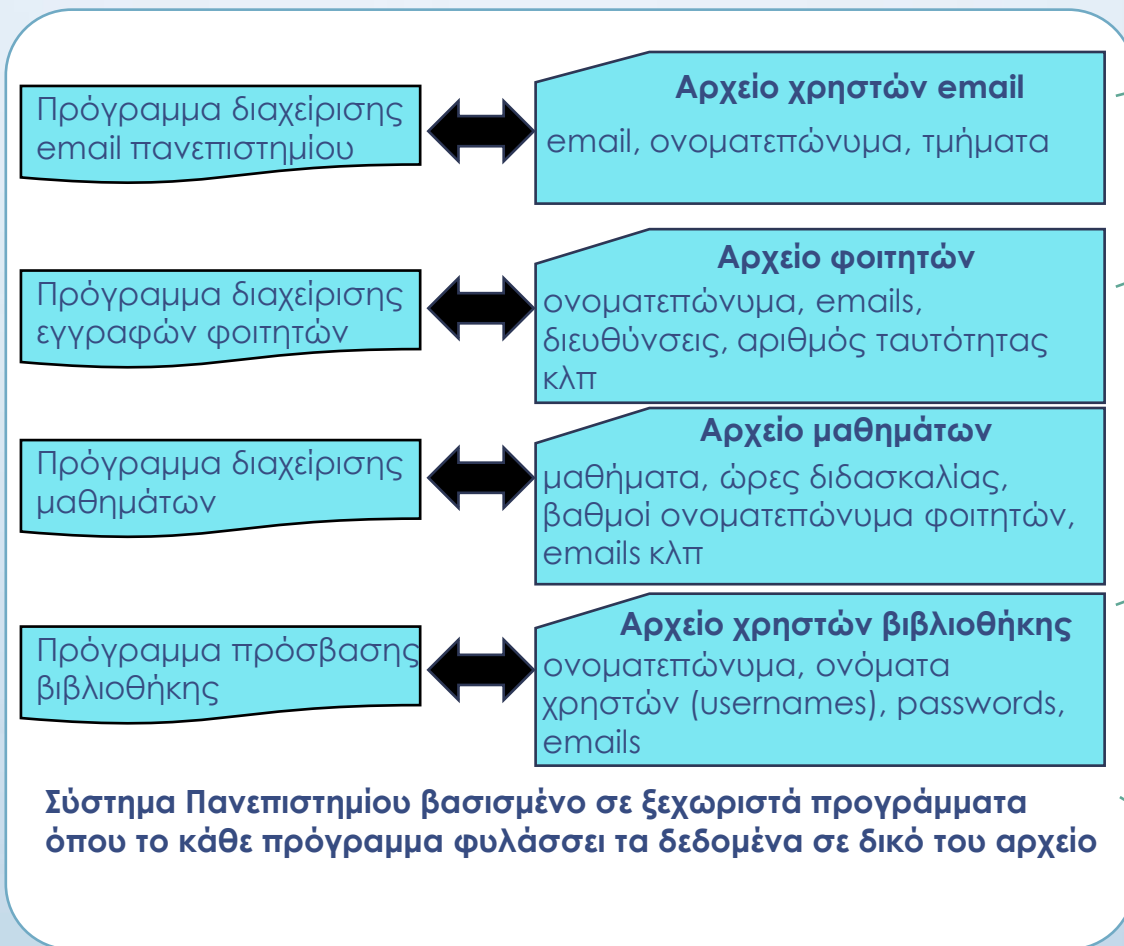 Πρόγραμμα διαχείρισης
email πανεπιστημίου
Αρχείο χρηστών email
email, ονοματεπώνυμα, τμήματα
Πρόγραμμα διαχείρισης
εγγραφών φοιτητών
Αρχείο φοιτητών
ονοματεπώνυμα, emails,
διευθύνσεις, αριθμός ταυτότητας
κλπ
Πρόγραμμα διαχείρισης
μαθημάτων
Αρχείο μαθημάτων
μαθήματα, ώρες διδασκαλίας,
βαθμοί ονοματεπώνυμα φοιτητών,
emails κλπ
Πρόγραμμα πρόσβασης
βιβλιοθήκης
Αρχείο χρηστών βιβλιοθήκης
ονοματεπώνυμα, ονόματα
χρηστών (usernames), passwords,
emails
Σύστημα Πανεπιστημίου βασισμένο σε ξεχωριστά προγράμματα
όπου το κάθε πρόγραμμα φυλάσσει τα δεδομένα σε δικό του αρχείο